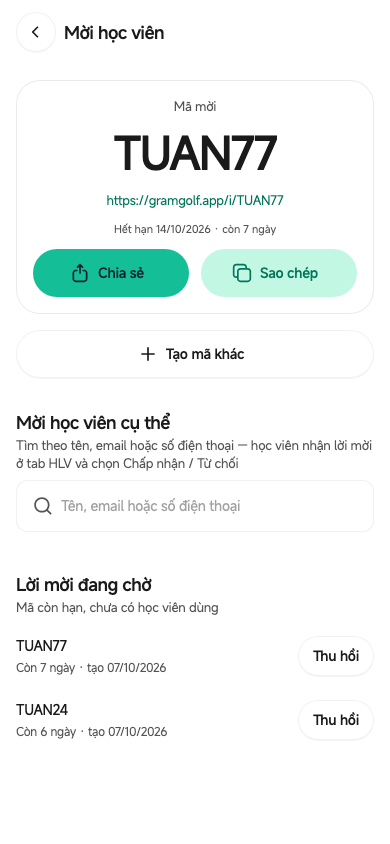 Mời học viên
Mã mời
TUAN77
https://gramgolf.app/i/TUAN77
Hết hạn 14/10/2026 · còn 7 ngày
Chia sẻ
Sao chép
Tạo mã khác
Mời học viên cụ thể
Tìm theo tên, email hoặc số điện thoại — học viên nhận lời mời
ở tab HLV và chọn Chấp nhận / Từ chối
Tên, email hoặc số điện thoại
Lời mời đang chờ
Mã còn hạn, chưa có học viên dùng
TUAN77
Còn 7 ngày · tạo 07/10/2026
Thu hồi
TUAN24
Còn 6 ngày · tạo 07/10/2026
Thu hồi